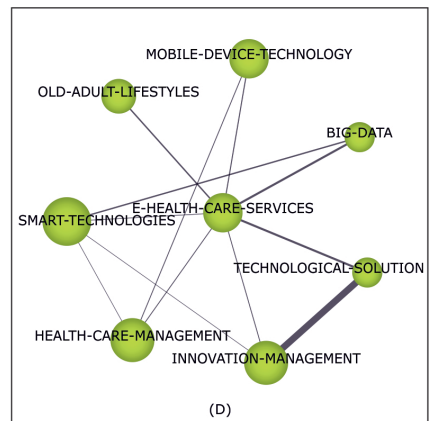 MOBILE-DEVICE-TECHNOLOGY
OLD-ADULT-LIFESTYLES
BIG-DATA
E-HEALTH-CARE-SERVICES
SMART-TECHNOLOGIES
TECHNOLOGICAL-SOLUTION
HEALTH-CARE-MANAGEMENT
INNOVATION-MANAGEMENT
(D)